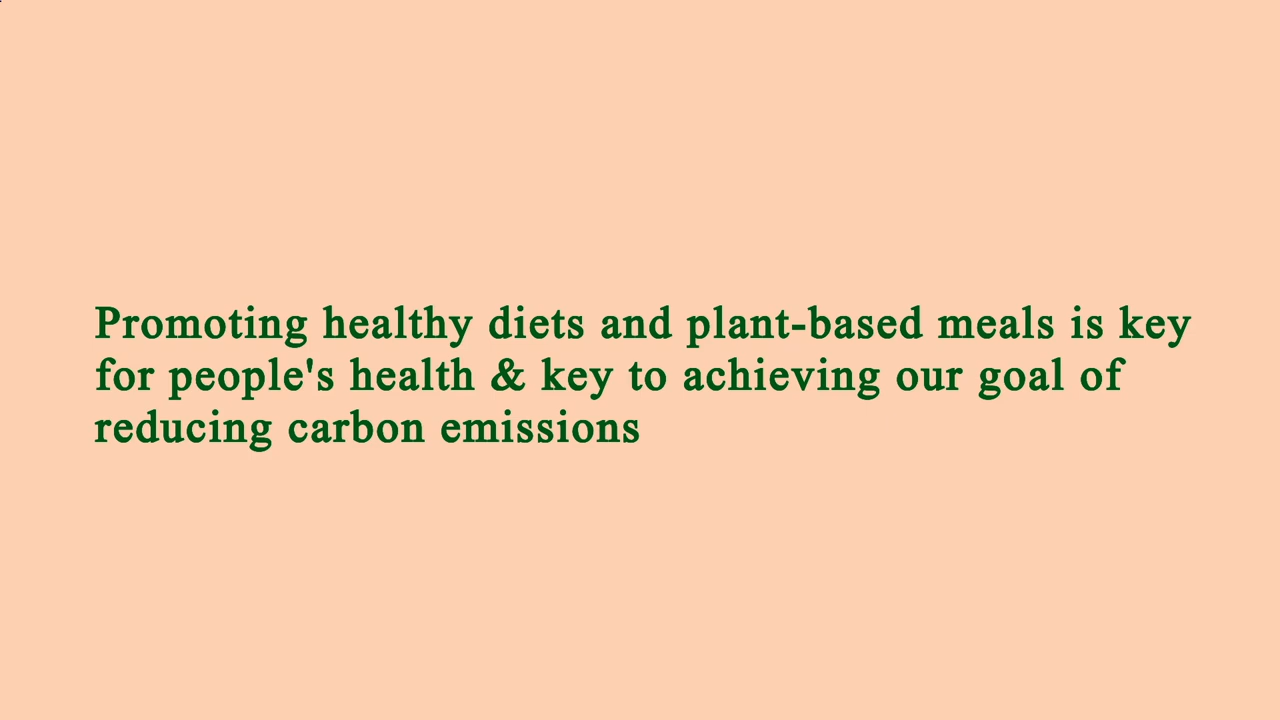 Promoting healthy diets and plant-based meals is key
for people's health & key to achieving our goal of
reducing carbon emissions